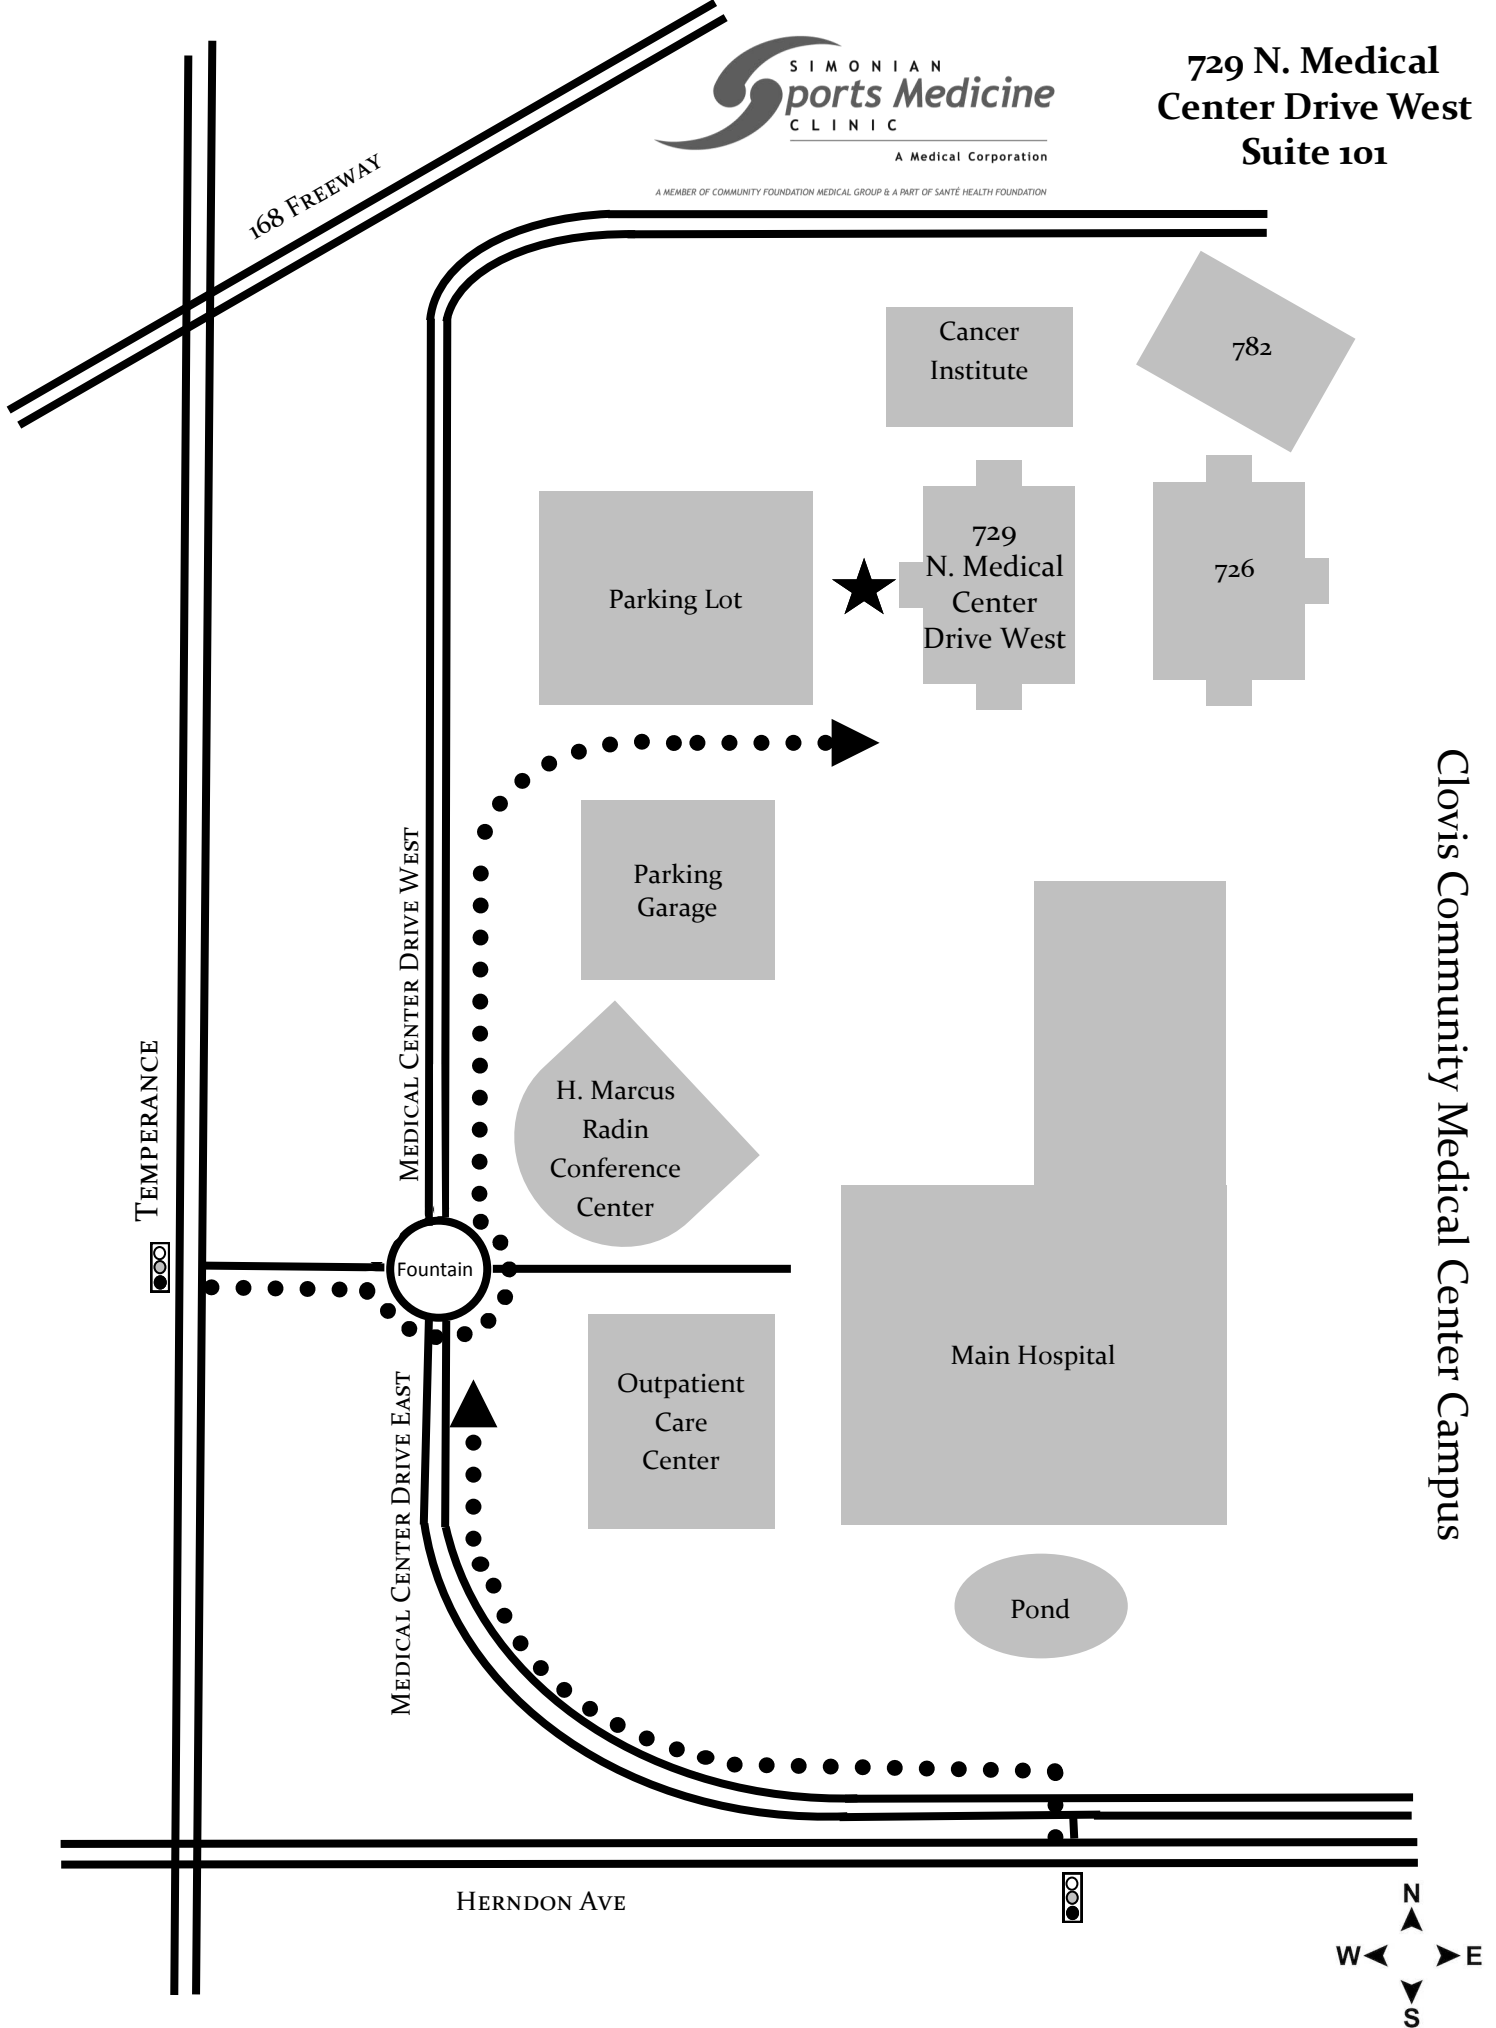 SIMONIAN
Sports Medicine
CLINIC
A Medical Corporation
A MEMBER OF COMMUNITY FOUNDATION MEDICAL GROUP & A PART OF SANTÉ HEALTH FOUNDATION
729 N. Medical
Center Drive West
Suite 101
168 Freeway
Cancer
Institute
782
Parking Lot
729
N. Medical
Center
Drive West
726
Parking
Garage
Medical Center Drive West
H. Marcus
Radin
Conference
Center
Temperance
Fountain
Clovis Community Medical Center Campus
Main Hospital
Outpatient
Care
Center
Medical Center Drive East
Pond
Herndon Ave
N
W E
S